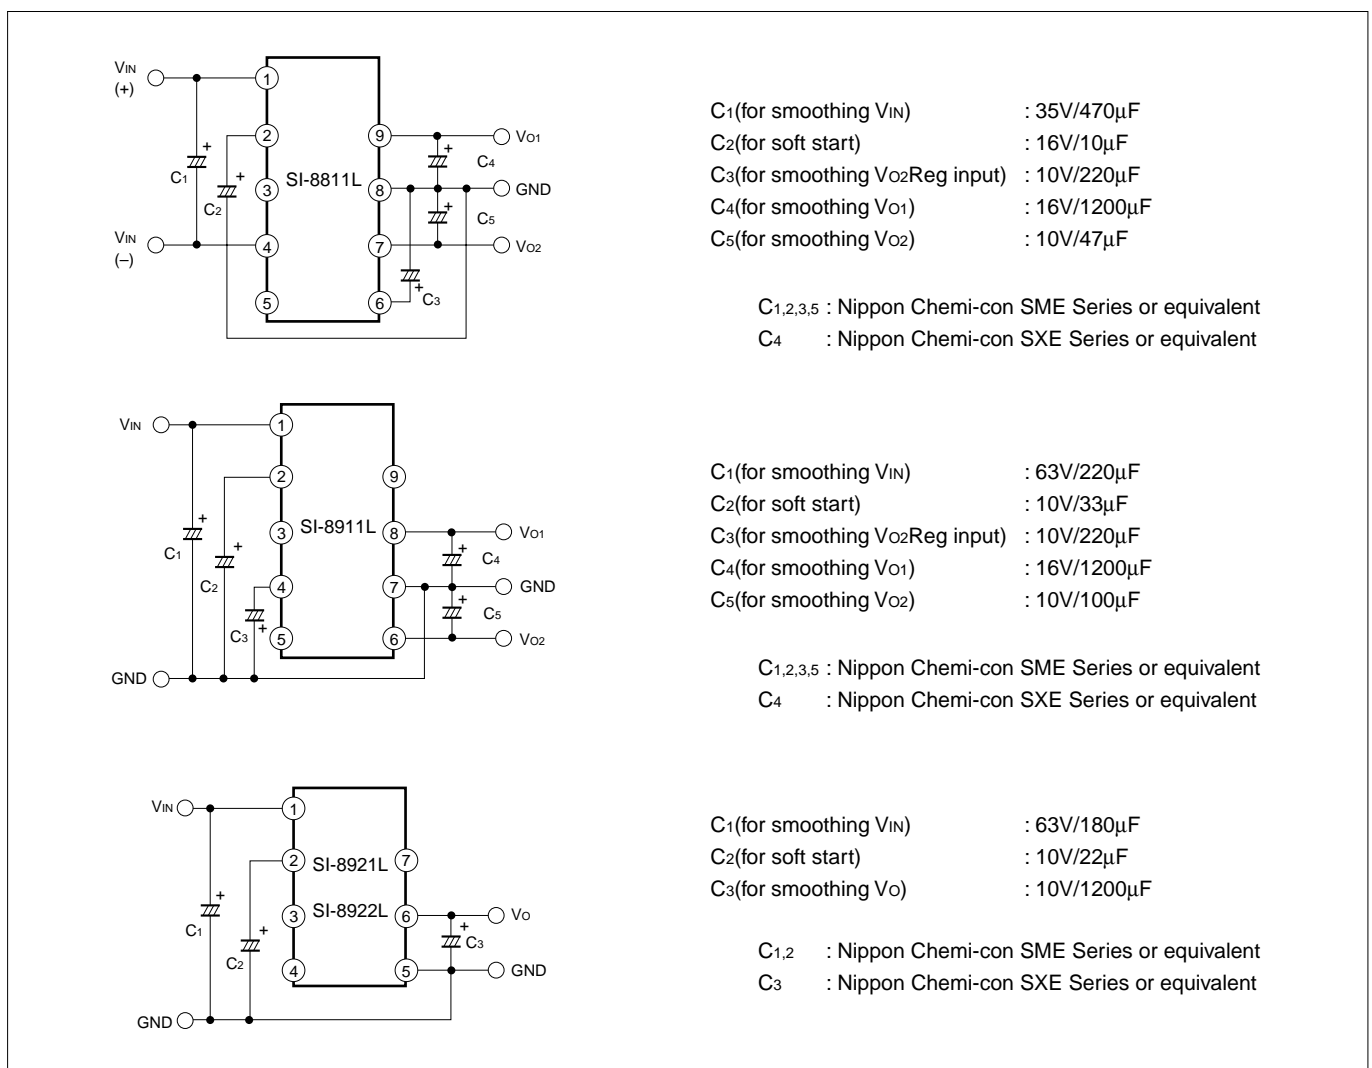 VIN
(+)
1
2
9
VO1
C4
C1
C2
3
SI-8811L
8
GND
C5
VIN
(–)
4
7
VO2
5
6
C3
+
+
+
+
+
C1(for smoothing VIN) : 35V/470µF
C2(for soft start) : 16V/10µF
C3(for smoothing VO2Reg input) : 10V/220µF
C4(for smoothing VO1) : 16V/1200µF
C5(for smoothing VO2) : 10V/47µF
C1,2,3,5 : Nippon Chemi-con SME Series or equivalent
C4 : Nippon Chemi-con SXE Series or equivalent
VIN
1
2
9
3
SI-8911L
8
VO1
C1
C2
C4
4
7
GND
C3
C5
5
6
VO2
GND
+
+
+
+
+
C1(for smoothing VIN) : 63V/220µF
C2(for soft start) : 10V/33µF
C3(for smoothing VO2Reg input) : 10V/220µF
C4(for smoothing VO1) : 16V/1200µF
C5(for smoothing VO2) : 10V/100µF
C1,2,3,5 : Nippon Chemi-con SME Series or equivalent
C4 : Nippon Chemi-con SXE Series or equivalent
VIN
1
2
SI-8921L
7
3
SI-8922L
6
VO
C1
C2
C3
4
5
GND
GND
+
+
+
C1(for smoothing VIN) : 63V/180µF
C2(for soft start) : 10V/22µF
C3(for smoothing VO) : 10V/1200µF
C1,2 : Nippon Chemi-con SME Series or equivalent
C3 : Nippon Chemi-con SXE Series or equivalent